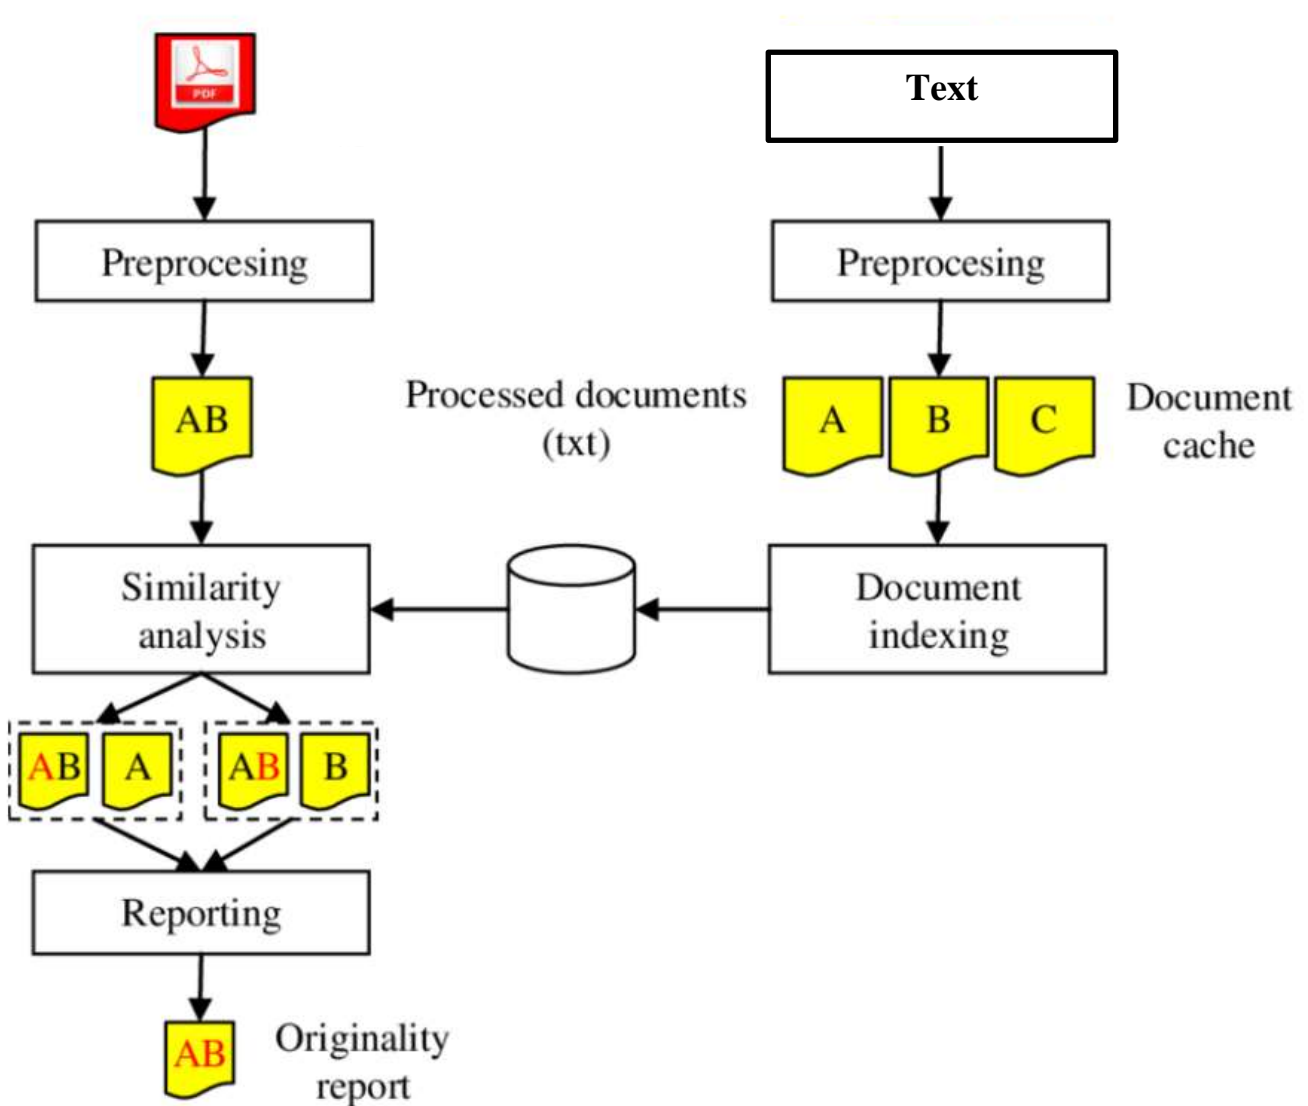 PDF
Text
Preprocesing
Preprocesing
AB
Processed documents
(txt)
A
B
C
Document
cache
Similarity
analysis
Document
indexing
AB
A
AB
B
Reporting
AB
Originality
report